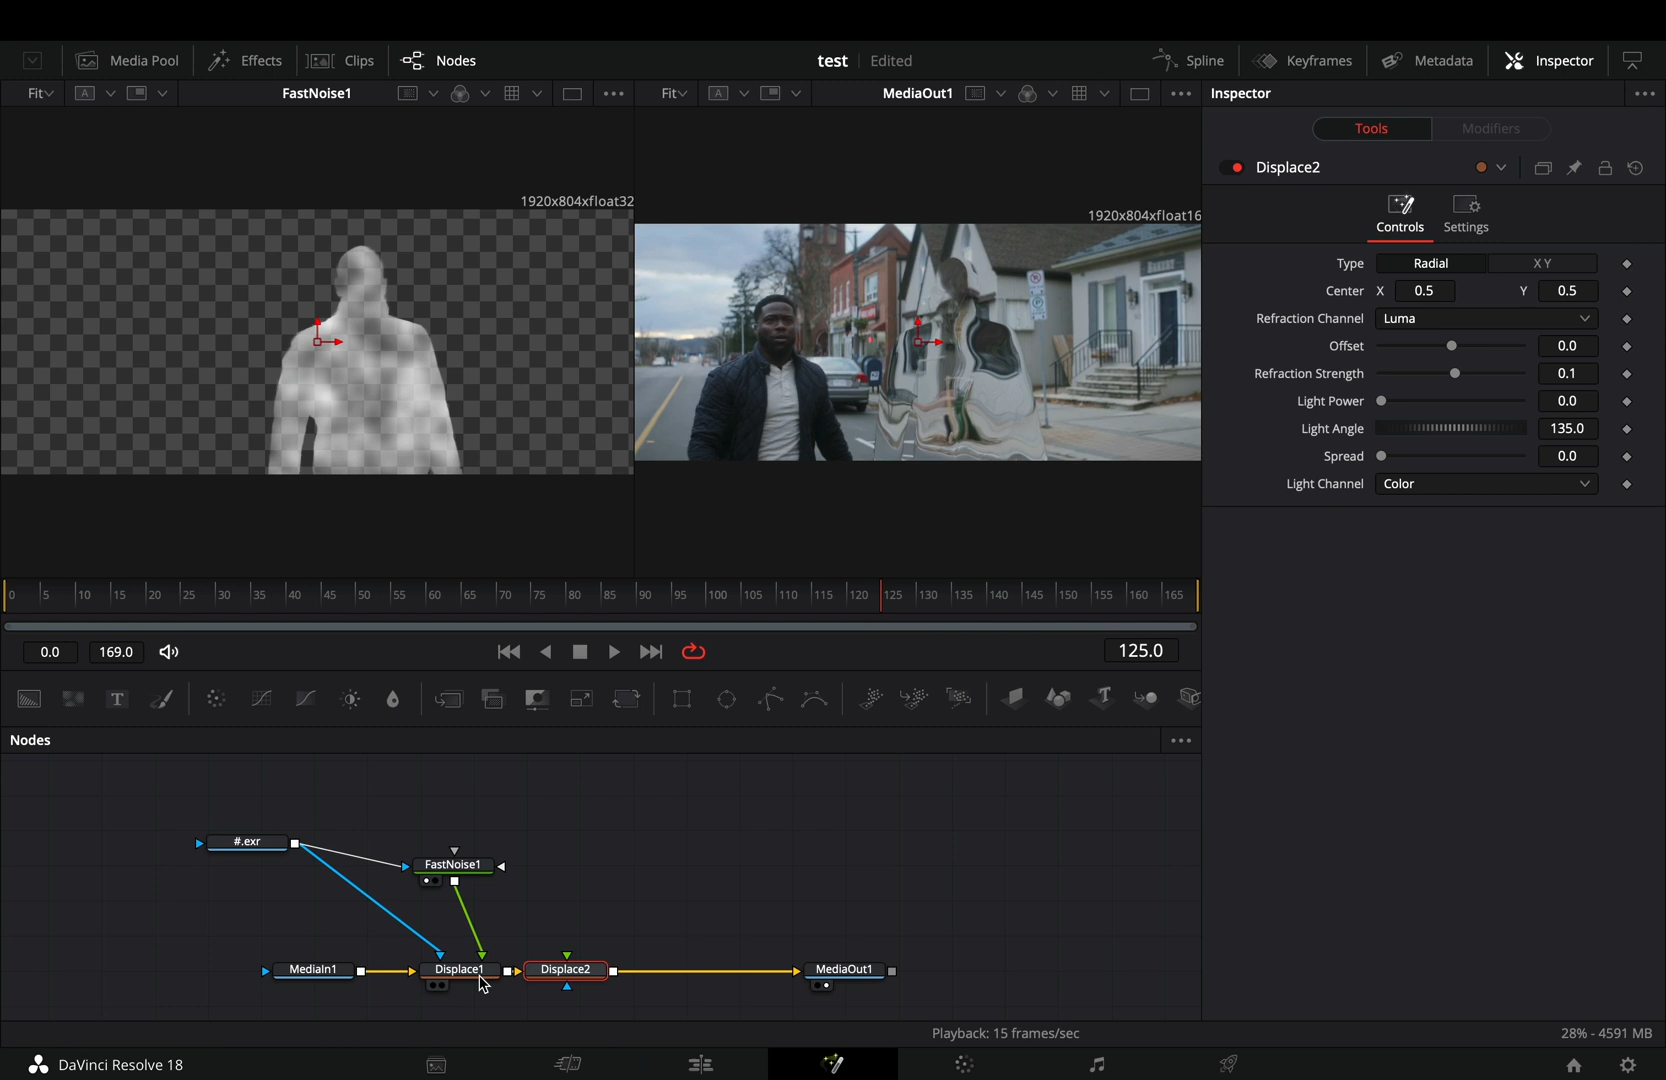 Media Pool
Effects
Clips
Nodes
test
Edited
Spline
Keyframes
Metadata
Inspector
Fit
A
FastNoise1
Fit
A
MediaOut1
Inspector
Tools
Modifiers
Displace2
Controls
Settings
1920x804xfloat32
1920x804xfloat16
Type
Radial
X Y
Center
X
0.5
Y
0.5
Refraction Channel
Luma
Offset
0.0
Refraction Strength
0.1
Light Power
0.0
Light Angle
135.0
Spread
0.0
Light Channel
Color
0 5 10 15 20 25 30 35 40 45 50 55 60 65 70 75 80 85 90 95 100 105 110 115 120 125 130 135 140 145 150 155 160 165
0.0
169.0
125.0
T
T
Nodes
#.exr
FastNoise1
MediaIn1
Displace1
Displace2
MediaOut1
Playback: 15 frames/sec
28% - 4591 MB
DaVinci Resolve 18